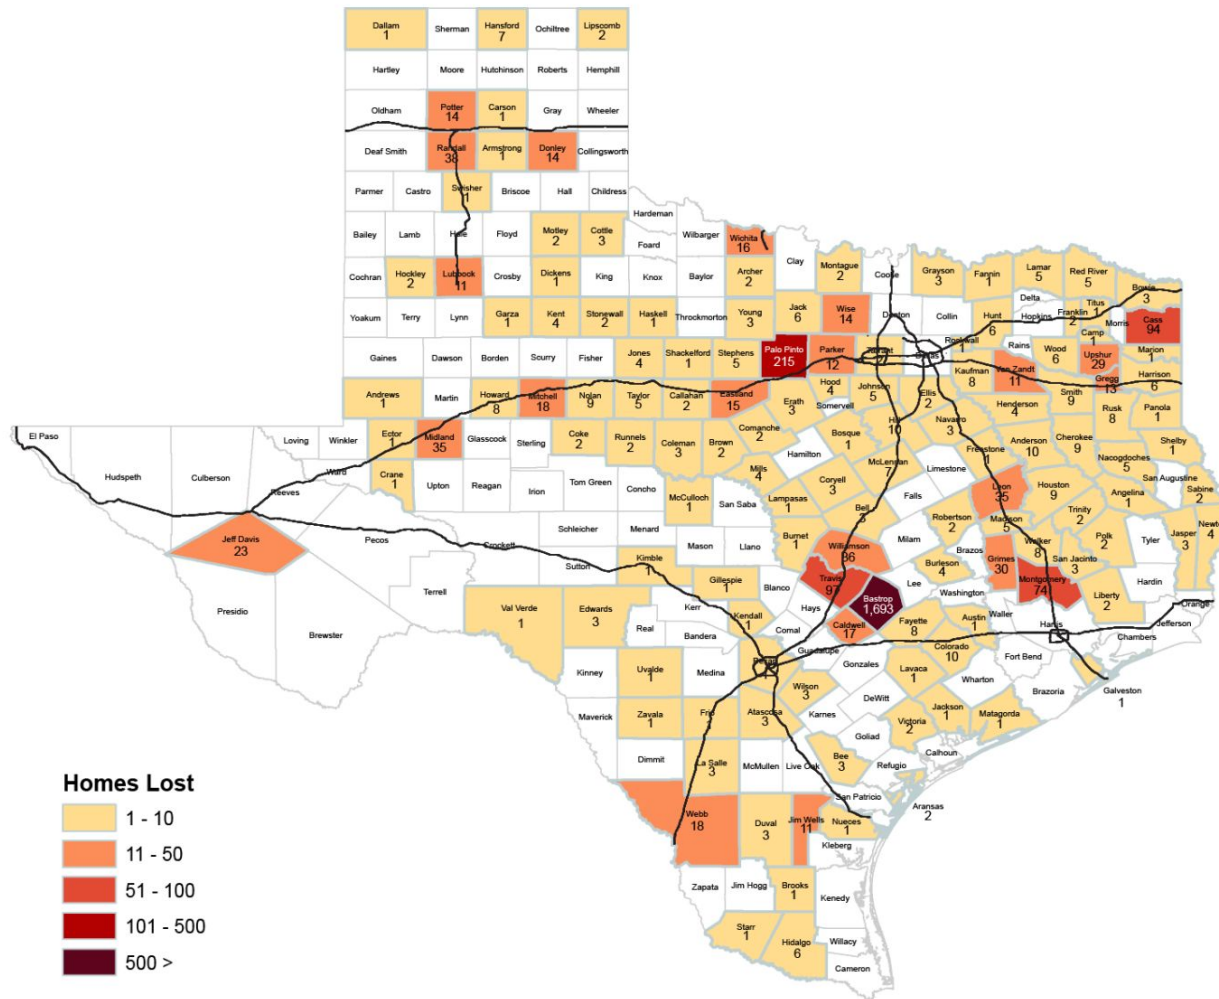 Dallam
1
Sherman
Hansford
7
Ochiltree
Lipscomb
2
Hartley
Moore
Hutchinson
Roberts
Hemphill
Oldham
Potter
14
Carson
1
Gray
Wheeler
Deaf Smith
Randall
38
Armstrong
1
Donley
14
Collingsworth
Parmer
Castro
Swisher
1
Briscoe
Hall
Childress
Hardeman
Bailey
Lamb
Hale
Floyd
Motley
2
Cottle
3
Foard
Wilbarger
Wichita
16
Clay
Montague
2
Cooke
Grayson
3
Fannin
1
Lamar
5
Red River
5
Bowie
3
Cochran
Hockley
2
Lubbock
11
Crosby
Dickens
1
King
Knox
Baylor
Archer
2
Jack
6
Wise
14
Denton
Collin
Hunt
6
Delta
Hopkins
Franklin
2
Titus
1
Morris
Cass
94
Yoakum
Terry
Lynn
Garza
1
Kent
4
Stonewall
2
Haskell
1
Throckmorton
Young
3
Palo Pinto
215
Parker
12
Tarrant
Dallas
Rockwall
1
Rains
Wood
6
Camp
1
Upshur
29
Marion
1
Gaines
Dawson
Borden
Scurry
Fisher
Jones
4
Shackelford
1
Stephens
5
Hood
4
Somervell
Johnson
5
Ellis
2
Kaufman
8
Van Zandt
11
Smith
9
Gregg
13
Harrison
6
Andrews
1
Martin
Howard
8
Mitchell
18
Nolan
9
Taylor
5
Callahan
2
Eastland
15
Erath
3
Hill
10
Navarro
3
Henderson
4
Rusk
8
Panola
1
El Paso
Hudspeth
Culberson
Loving
Winkler
Ector
1
Midland
35
Glasscock
Sterling
Coke
2
Runnels
2
Coleman
3
Brown
2
Comanche
2
Hamilton
Bosque
1
McLennan
7
Limestone
Freestone
1
Anderson
10
Cherokee
9
Nacogdoches
5
Shelby
1
Reeves
Ward
Crane
1
Upton
Reagan
Irion
Tom Green
Concho
McCulloch
1
San Saba
Mills
4
Lampasas
1
Coryell
3
Bell
3
Falls
Leon
35
Houston
9
Angelina
1
San Augustine
Sabine
2
Jeff Davis
23
Pecos
Crockett
Schleicher
Menard
Mason
Llano
Burnet
1
Williamson
36
Milam
Robertson
2
Brazos
Madison
5
Walker
8
Trinity
2
Polk
2
San Jacinto
3
Tyler
Jasper
3
Newto
4
Presidio
Brewster
Terrell
Sutton
Kimble
1
Gillespie
1
Blanco
Travis
97
Bastrop
1,693
Lee
Burleson
4
Washington
Grimes
30
Montgomery
74
Liberty
2
Hardin
Orange
Val Verde
1
Edwards
3
Real
Kerr
Kendall
1
Bandera
Comal
Hays
Caldwell
17
Fayette
8
Austin
1
Waller
Harris
Chambers
Jefferson
Kinney
Uvalde
1
Medina
Guadalupe
Gonzales
Lavaca
1
Colorado
10
Wharton
Fort Bend
Brazoria
Galveston
1
Maverick
Zavala
1
Frio
Atascosa
3
Wilson
3
Karnes
DeWitt
Goliad
Victoria
2
Jackson
1
Matagorda
1
Calhoun
Dimmit
La Salle
3
McMullen
Live Oak
Bee
3
Refugio
San Patricio
Aransas
2
Webb
18
Duval
3
Jim Wells
11
Nueces
1
Kleberg
Zapata
Jim Hogg
Brooks
1
Kenedy
Starr
1
Hidalgo
6
Willacy
Cameron
Homes Lost
1 - 10
11 - 50
51 - 100
101 - 500
500 >